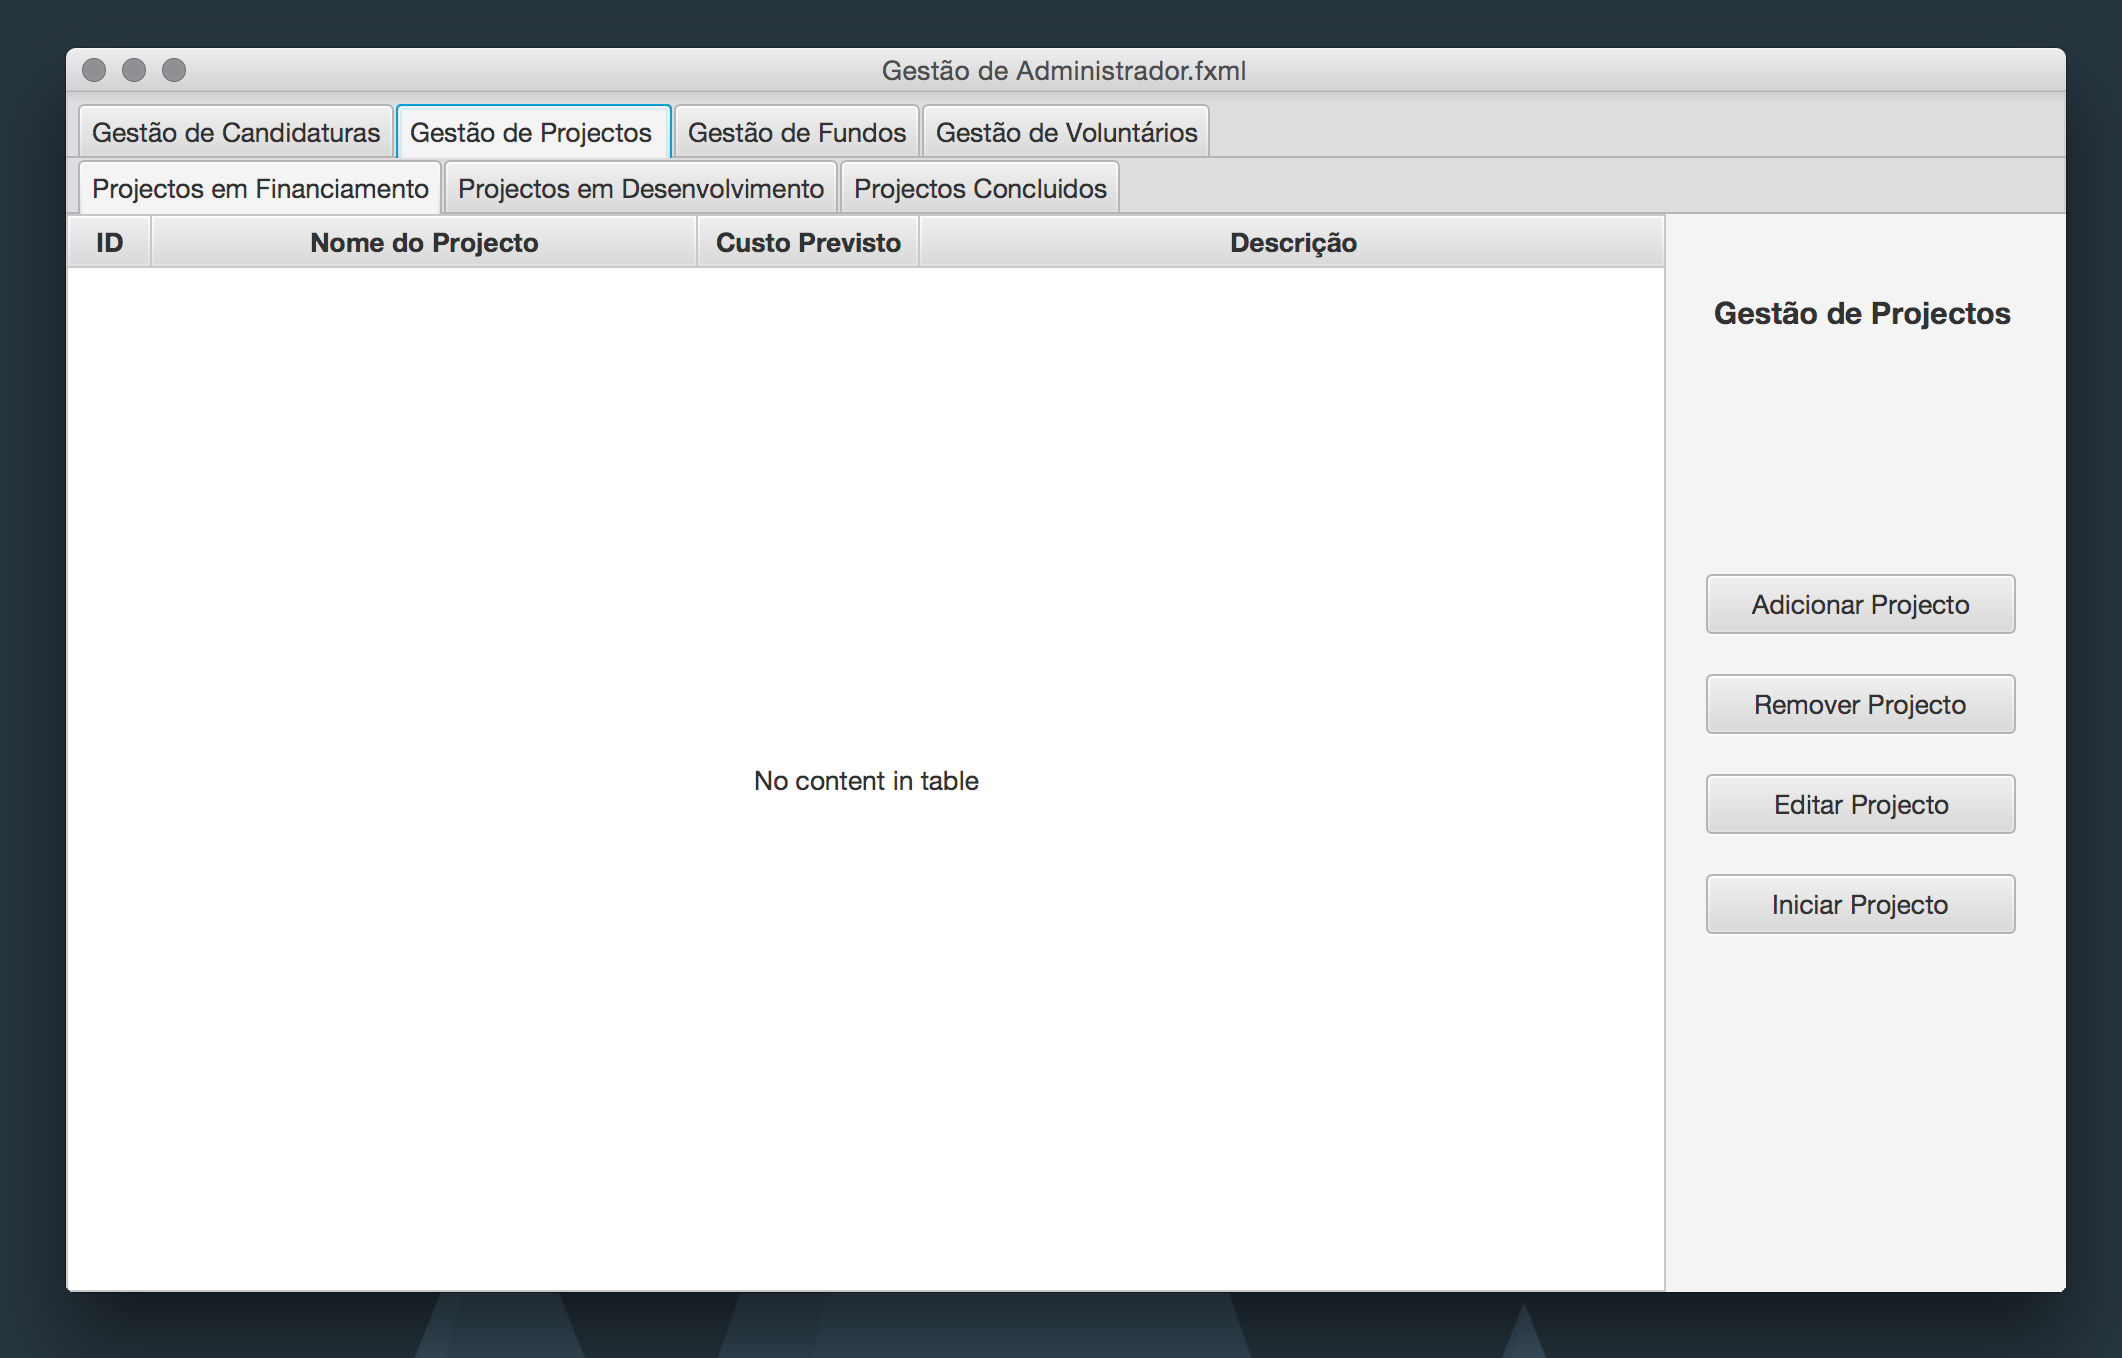 Gestão de Administrador.fxml
Gestão de Candidaturas Gestão de Projectos Gestão de Fundos Gestão de Voluntários
Projectos em Financiamento Projectos em Desenvolvimento Projectos Concluidos
ID Nome do Projecto Custo Previsto Descrição
Gestão de Projectos
Adicionar Projecto
Remover Projecto
No content in table
Editar Projecto
Iniciar Projecto